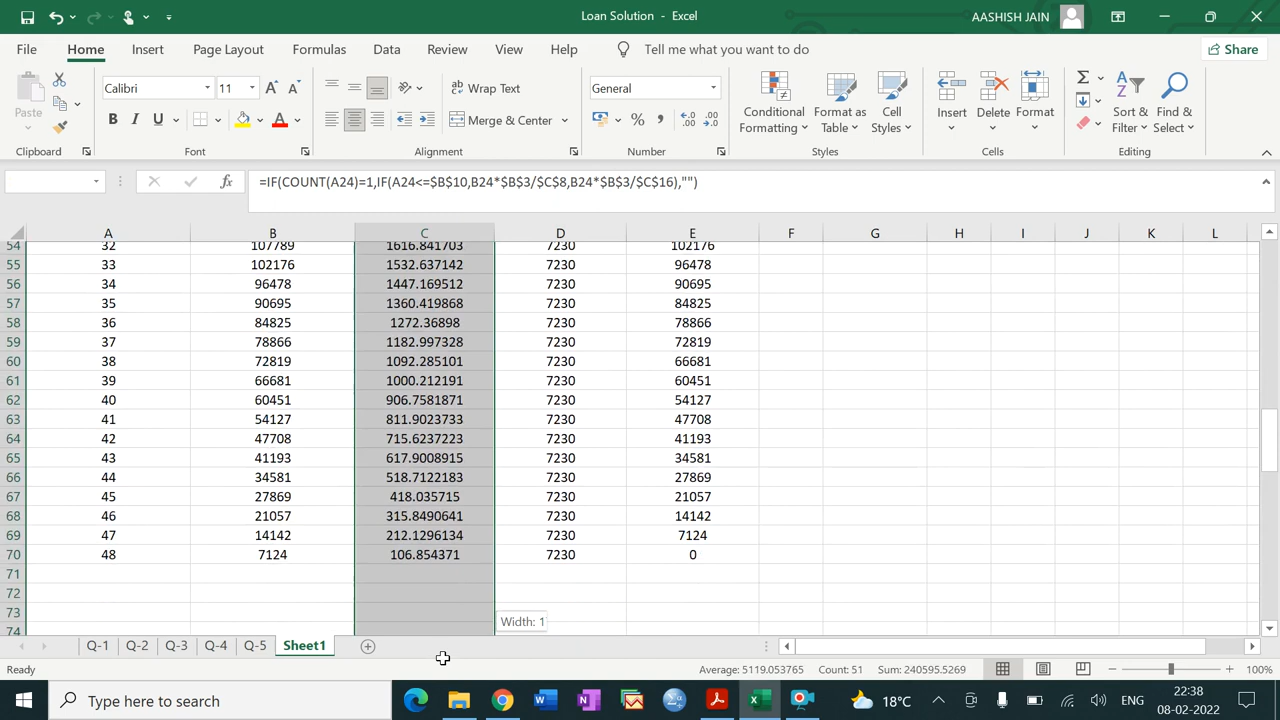 Loan Solution - Excel
AASHISH JAIN
File Home Insert Page Layout Formulas Data Review View Help Tell me what you want to do Share
Paste
Calibri 11
Wrap Text
General
Merge & Center
Conditional Formatting
Format as Table
Cell Styles
Insert Delete Format
Sort & Filter
Find & Select
Clipboard Font Alignment Number Styles Cells Editing
=IF(COUNT(A24)=1,IF(A24<=$B$10,B24*$B$3/$C$8,B24*$B$3/$C$16),"")
A B C D E F G H I J K L
54 32 107789 1616.841703 7230 102176
55 33 102176 1532.637142 7230 96478
56 34 96478 1447.169512 7230 90695
57 35 90695 1360.419868 7230 84825
58 36 84825 1272.36898 7230 78866
59 37 78866 1182.997328 7230 72819
60 38 72819 1092.285101 7230 66681
61 39 66681 1000.212191 7230 60451
62 40 60451 906.7581871 7230 54127
63 41 54127 811.9023733 7230 47708
64 42 47708 715.6237223 7230 41193
65 43 41193 617.9008915 7230 34581
66 44 34581 518.7122183 7230 27869
67 45 27869 418.035715 7230 21057
68 46 21057 315.8490641 7230 14142
69 47 14142 212.1296134 7230 7124
70 48 7124 106.854371 7230 0
71
72
73
74
Width: 1
Q-1 Q-2 Q-3 Q-4 Q-5 Sheet1
Ready Average: 5119.053765 Count: 51 Sum: 240595.5269 100%
Type here to search
18°C
ENG
22:38
08-02-2022